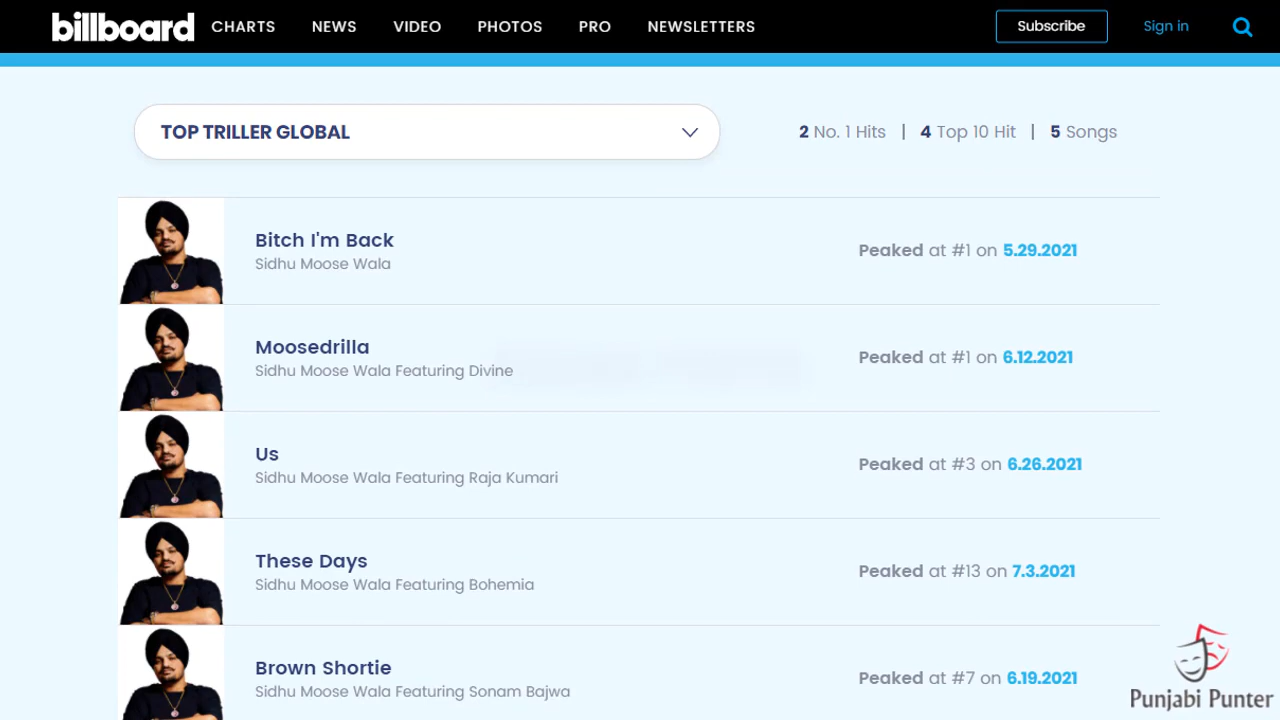 billboard CHARTS NEWS VIDEO PHOTOS PRO NEWSLETTERS Subscribe Sign in
TOP TRILLER GLOBAL
2 No. 1 Hits | 4 Top 10 Hit | 5 Songs
Bitch I'm Back
Sidhu Moose Wala
Peaked at #1 on 5.29.2021
Moosedrilla
Sidhu Moose Wala Featuring Divine
Peaked at #1 on 6.12.2021
Us
Sidhu Moose Wala Featuring Raja Kumari
Peaked at #3 on 6.26.2021
These Days
Sidhu Moose Wala Featuring Bohemia
Peaked at #13 on 7.3.2021
Brown Shortie
Sidhu Moose Wala Featuring Sonam Bajwa
Peaked at #7 on 6.19.2021
Punjabi Punter